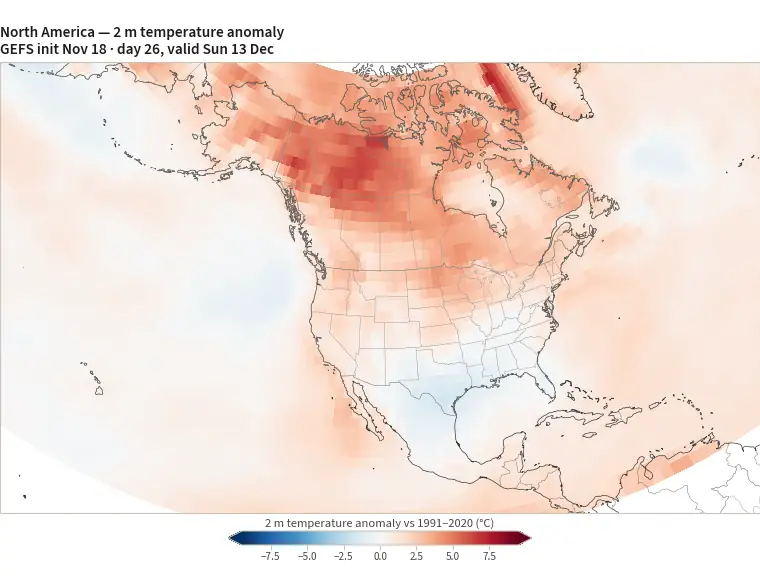 North America — 2 m temperature anomaly
GEFS init Nov 18 · day 26, valid Sun 13 Dec
2 m temperature anomaly vs 1991–2020 (°C)
−7.5 −5.0 −2.5 0.0 2.5 5.0 7.5